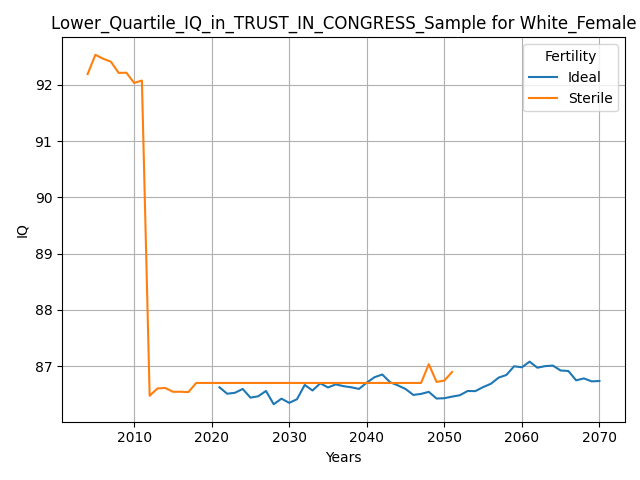 Lower_Quartile_IQ_in_TRUST_IN_CONGRESS_Sample for White_Female
Fertility
Ideal
Sterile
92
91
90
89
88
87
IQ
2010 2020 2030 2040 2050 2060 2070
Years